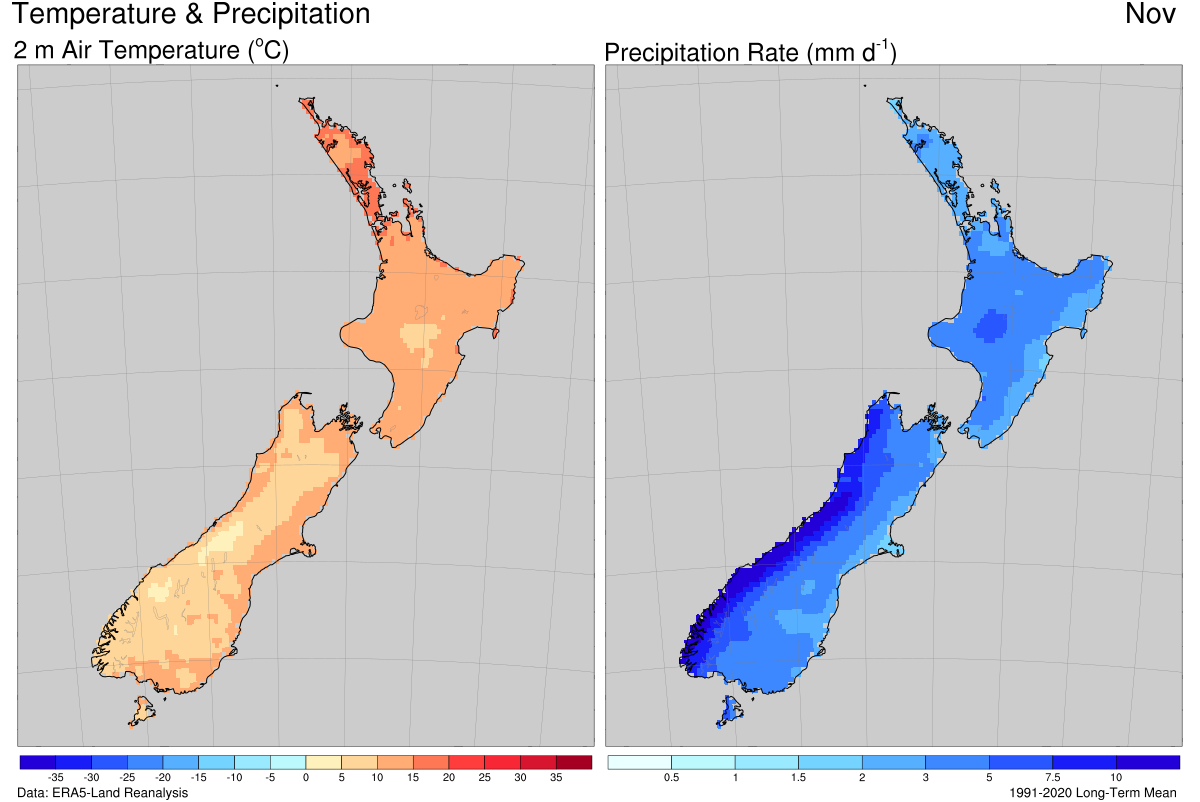 Temperature & Precipitation
Nov
2 m Air Temperature (°C)
Precipitation Rate (mm d⁻¹)
-35 -30 -25 -20 -15 -10 -5 0 5 10 15 20 25 30 35
0.5 1 1.5 2 3 5 7.5 10
Data: ERA5-Land Reanalysis
1991-2020 Long-Term Mean